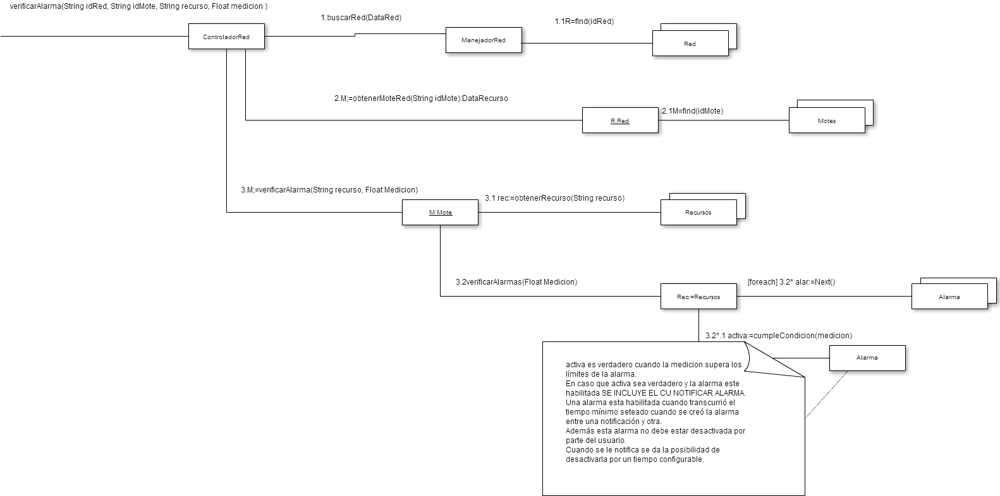 verificarAlarma(String idRed, String idMote, String recurso, Float medicion )
1.buscarRed(DataRed)
1.1R=fInd(idRed)
ControladorRed
ManejadorRed
Red
2.M;=obtenerMoteRed(String idMote):DataRecurso
2.1M=find(idMote)
R:Red
Motes
3.M;=verificarAlarma(String recurso, Float Medicion)
3.1 rec:=obtenerRecurso(String recurso)
M:Mote
Recursos
3.2verificarAlarmas(Float Medicion)
[foreach] 3.2* alar:=Next()
Rec:=Recursos
Alarma
3.2*.1 activa:=cumpleCondicion(medicion)
Alarma
activa es verdadero cuando la medicion supera los
límites de la alarma.
En caso que activa sea verdadero y la alarma este
habilitada SE INCLUYE EL CU NOTIFICAR ALARMA.
Una alarma esta habilitada cuando transcurrió el
tiempo mínimo seteado cuando se creó la alarma
entre una notificación y otra.
Además esta alarma no debe estar desactivada por
parte del usuario.
Cuando se le notifica se da la posibilidad de
desactivarla por un tiempo configurable.